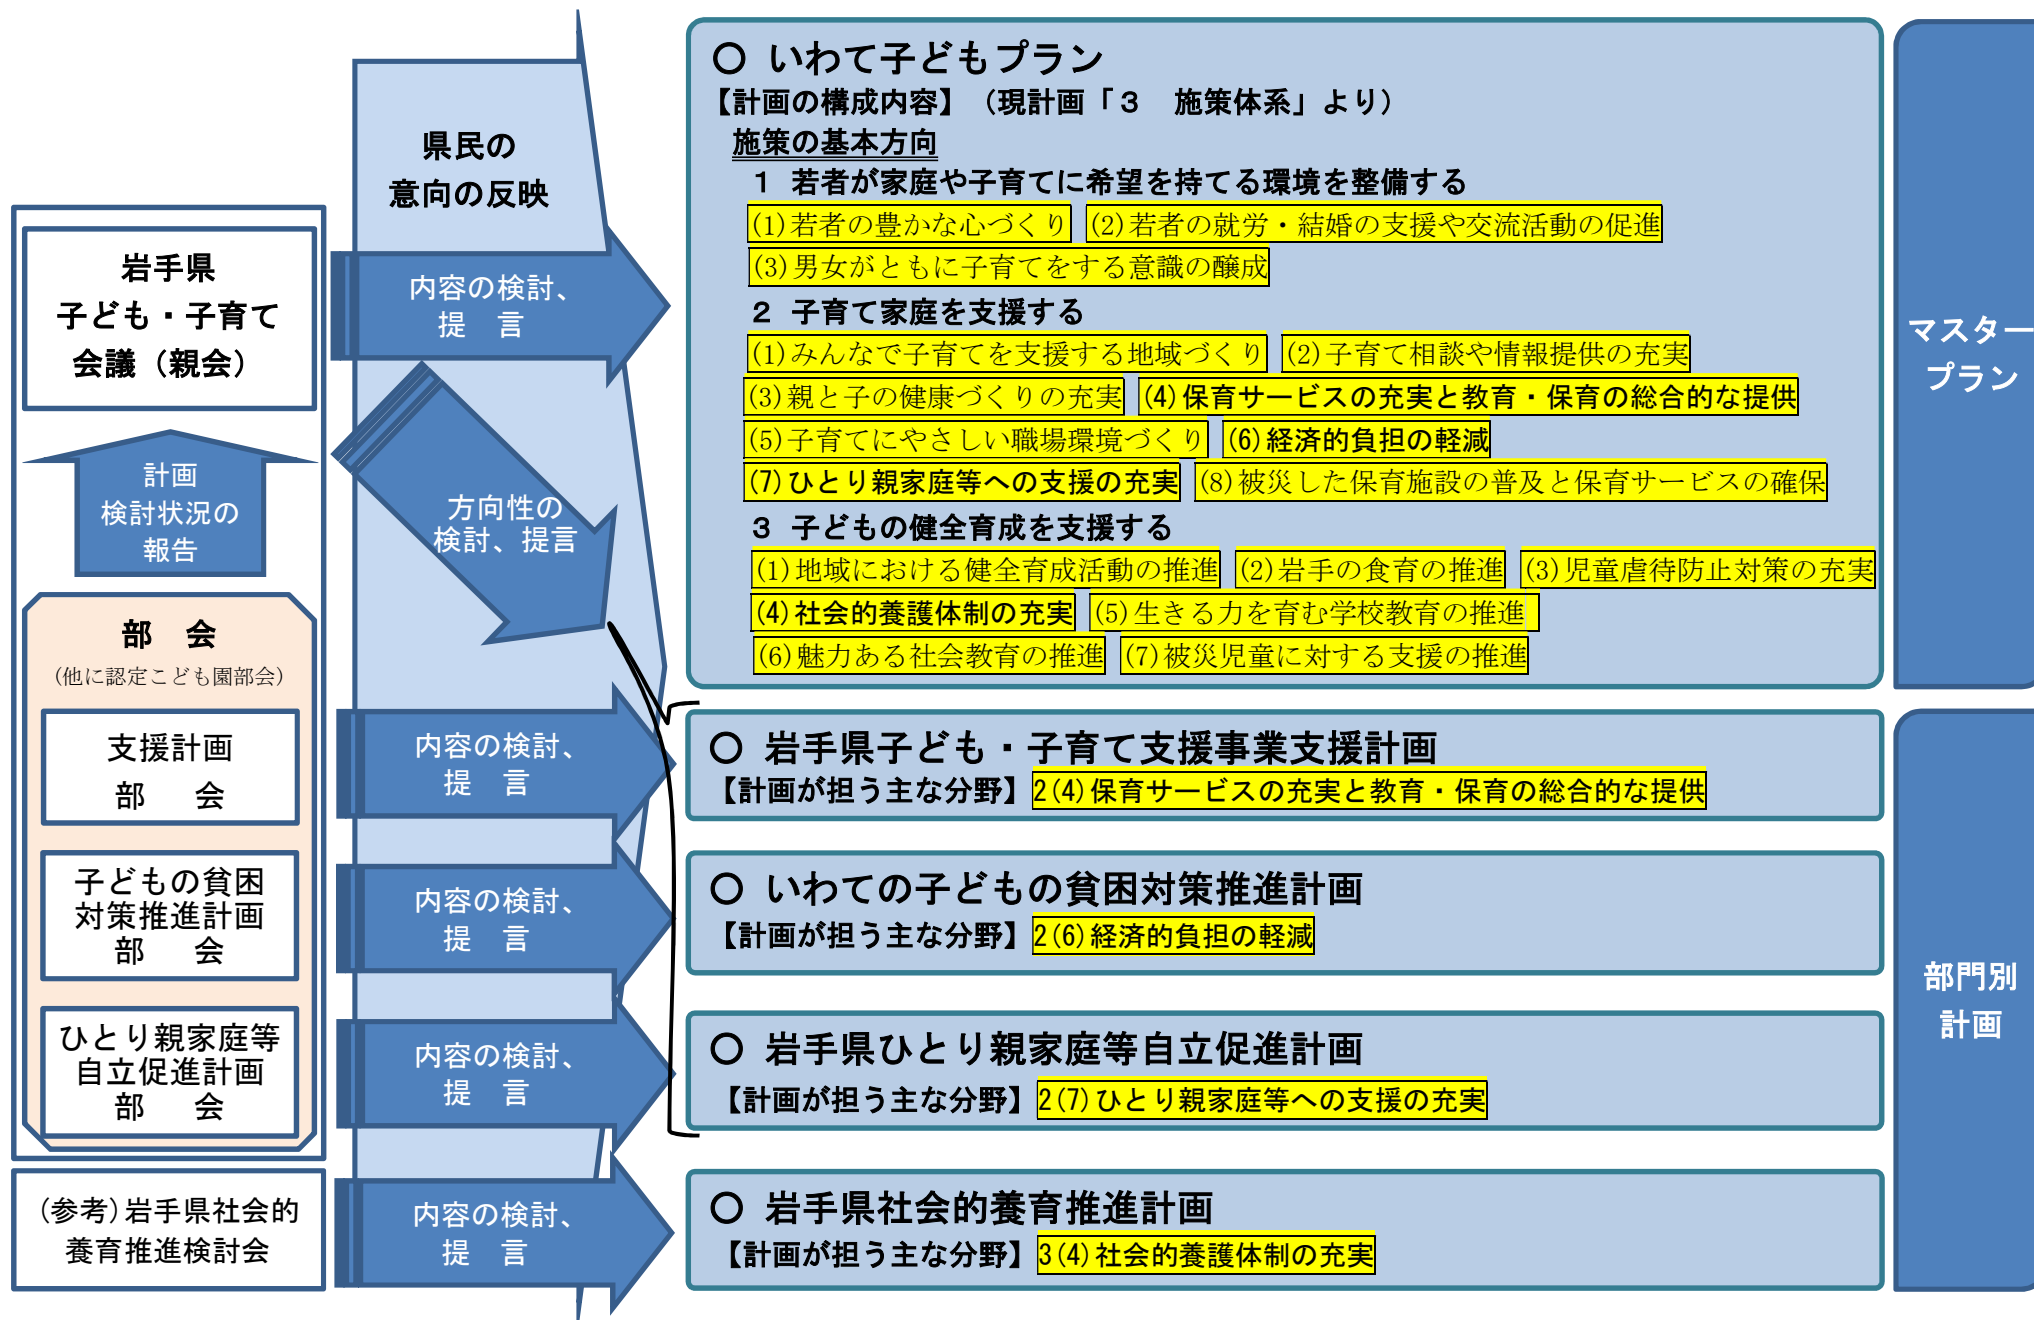 県民の
意向の反映
岩手県
子ども・子育て
会議（親会）
内容の検討、
提　言
計画
検討状況の
報告
方向性の
検討、提言
部　会
（他に認定こども園部会）
支援計画
部　会
内容の検討、
提　言
子どもの貧困
対策推進計画
部　会
内容の検討、
提　言
ひとり親家庭等
自立促進計画
部　会
内容の検討、
提　言
(参考)岩手県社会的
養育推進検討会
内容の検討、
提　言
○ いわて子どもプラン
【計画の構成内容】（現計画「３　施策体系」より）
施策の基本方向
１ 若者が家庭や子育てに希望を持てる環境を整備する
(1)若者の豊かな心づくり (2)若者の就労・結婚の支援や交流活動の促進
(3)男女がともに子育てをする意識の醸成
２ 子育て家庭を支援する
(1)みんなで子育てを支援する地域づくり (2)子育て相談や情報提供の充実
(3)親と子の健康づくりの充実 (4)保育サービスの充実と教育・保育の総合的な提供
(5)子育てにやさしい職場環境づくり (6)経済的負担の軽減
(7)ひとり親家庭等への支援の充実 (8)被災した保育施設の普及と保育サービスの確保
３ 子どもの健全育成を支援する
(1)地域における健全育成活動の推進 (2)岩手の食育の推進 (3)児童虐待防止対策の充実
(4)社会的養護体制の充実 (5)生きる力を育む学校教育の推進
(6)魅力ある社会教育の推進 (7)被災児童に対する支援の推進
○ 岩手県子ども・子育て支援事業支援計画
【計画が担う主な分野】2(4)保育サービスの充実と教育・保育の総合的な提供
○ いわての子どもの貧困対策推進計画
【計画が担う主な分野】2(6)経済的負担の軽減
○ 岩手県ひとり親家庭等自立促進計画
【計画が担う主な分野】2(7)ひとり親家庭等への支援の充実
○ 岩手県社会的養育推進計画
【計画が担う主な分野】3(4)社会的養護体制の充実
マスター
プラン
部門別
計画